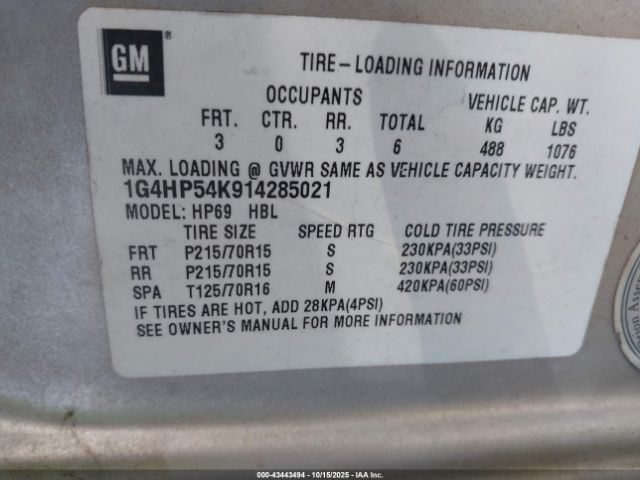 GM ®
TIRE-LOADING INFORMATION
OCCUPANTS VEHICLE CAP. WT.
FRT. CTR. RR. TOTAL KG LBS
3 0 3 6 488 1076
MAX. LOADING @ GVWR SAME AS VEHICLE CAPACITY WEIGHT.
1G4HP54K914285021
MODEL: HP69 HBL
TIRE SIZE SPEED RTG COLD TIRE PRESSURE
FRT P215/70R15 S 230KPA(33PSI)
RR P215/70R15 S 230KPA(33PSI)
SPA T125/70R16 M 420KPA(60PSI)
IF TIRES ARE HOT, ADD 28KPA(4PSI)
SEE OWNER'S MANUAL FOR MORE INFORMATION
© 43443494 - 10/15/2025 - IAAI, Inc.